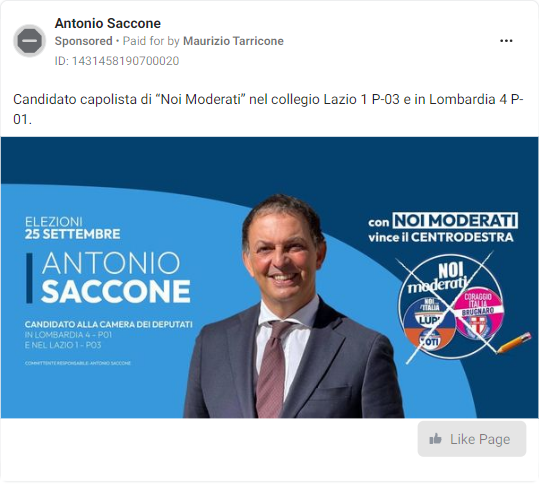 Antonio Saccone
Sponsored • Paid for by Maurizio Tarricone
ID: 1431458190700020
Candidato capolista di “Noi Moderati” nel collegio Lazio 1 P-03 e in Lombardia 4 P-
01.
ELEZIONI
25 SETTEMBRE
ANTONIO
SACCONE
CANDIDATO ALLA CAMERA DEI DEPUTATI
IN LOMBARDIA 4 - P01
E NEL LAZIO 1 - P03
COMMITTENTE RESPONSABILE: ANTONIO SACCONE
con NOI MODERATI
vince il CENTRODESTRA
NOI
moderati
NOI
L'ITALIA
CORAGGIO
ITALIA
BRUGNARO
LUPI
TOTI
Like Page